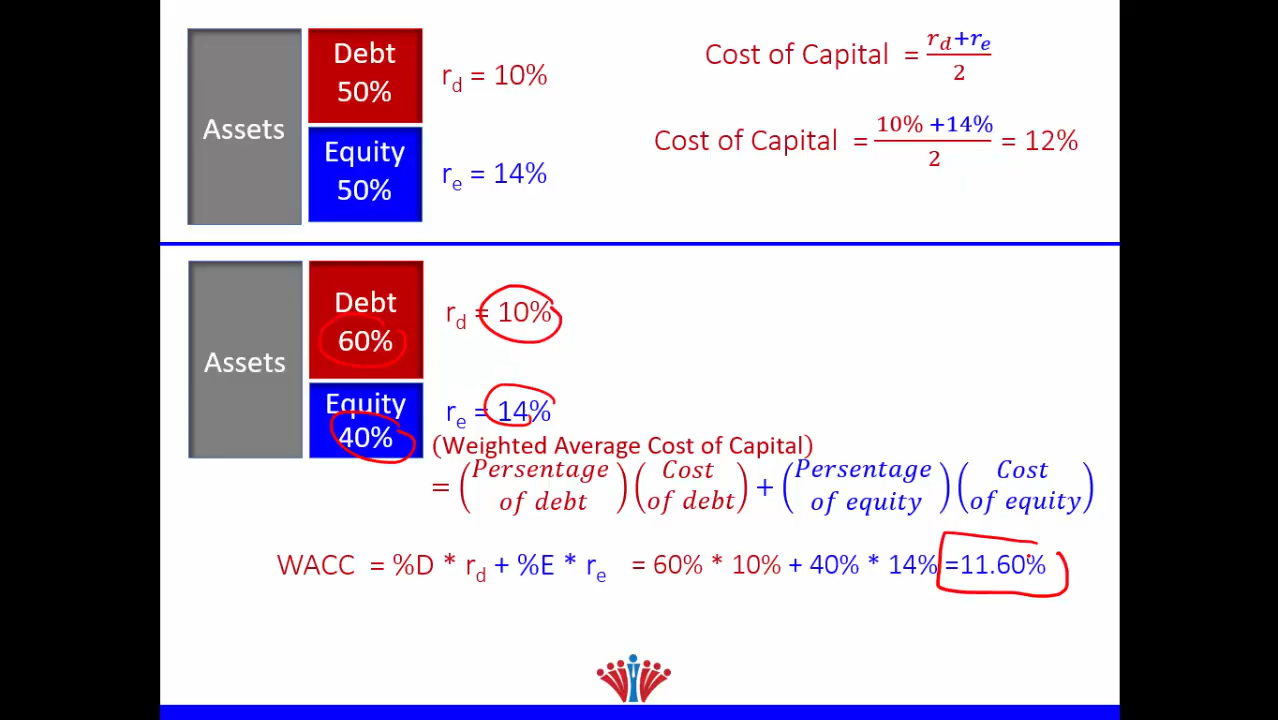 Assets
Debt
50%
Equity
50%
r_d = 10%
r_e = 14%
Cost of Capital = \frac{r_d+r_e}{2}
Cost of Capital = \frac{10% +14%}{2} = 12%
Assets
Debt
60%
Equity
40%
r_d = 10%
r_e = 14%
(Weighted Average Cost of Capital)
= (Persentage of debt) (Cost of debt) + (Persentage of equity) (Cost of equity)
WACC = %D * r_d + %E * r_e = 60% * 10% + 40% * 14% =11.60%